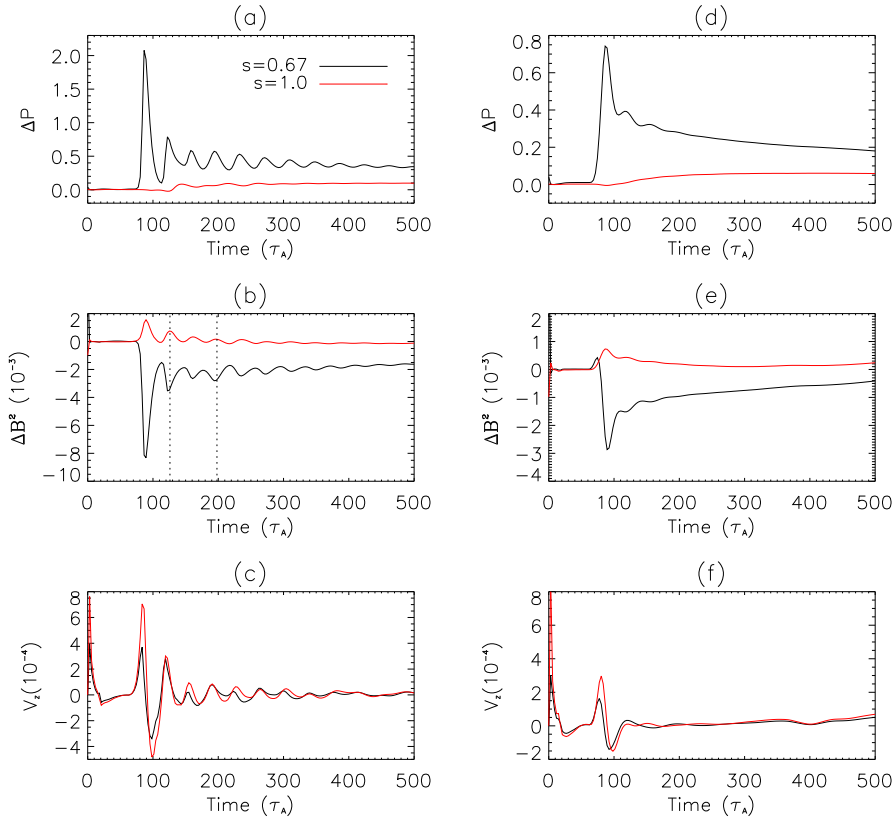 (a)
2.0
1.5
1.0
0.5
0.0
ΔP
s=0.67
s=1.0
0 100 200 300 400 500
Time (τA)
(b)
2
0
−2
−4
−6
−8
−10
ΔB² (10⁻³)
0 100 200 300 400 500
Time (τA)
(c)
8
6
4
2
0
−2
−4
Vz(10⁻⁴)
0 100 200 300 400 500
Time (τA)
(d)
0.8
0.6
0.4
0.2
0.0
ΔP
0 100 200 300 400 500
Time (τA)
(e)
2
1
0
−1
−2
−3
−4
ΔB² (10⁻³)
0 100 200 300 400 500
Time (τA)
(f)
8
6
4
2
0
−2
Vz(10⁻⁴)
0 100 200 300 400 500
Time (τA)